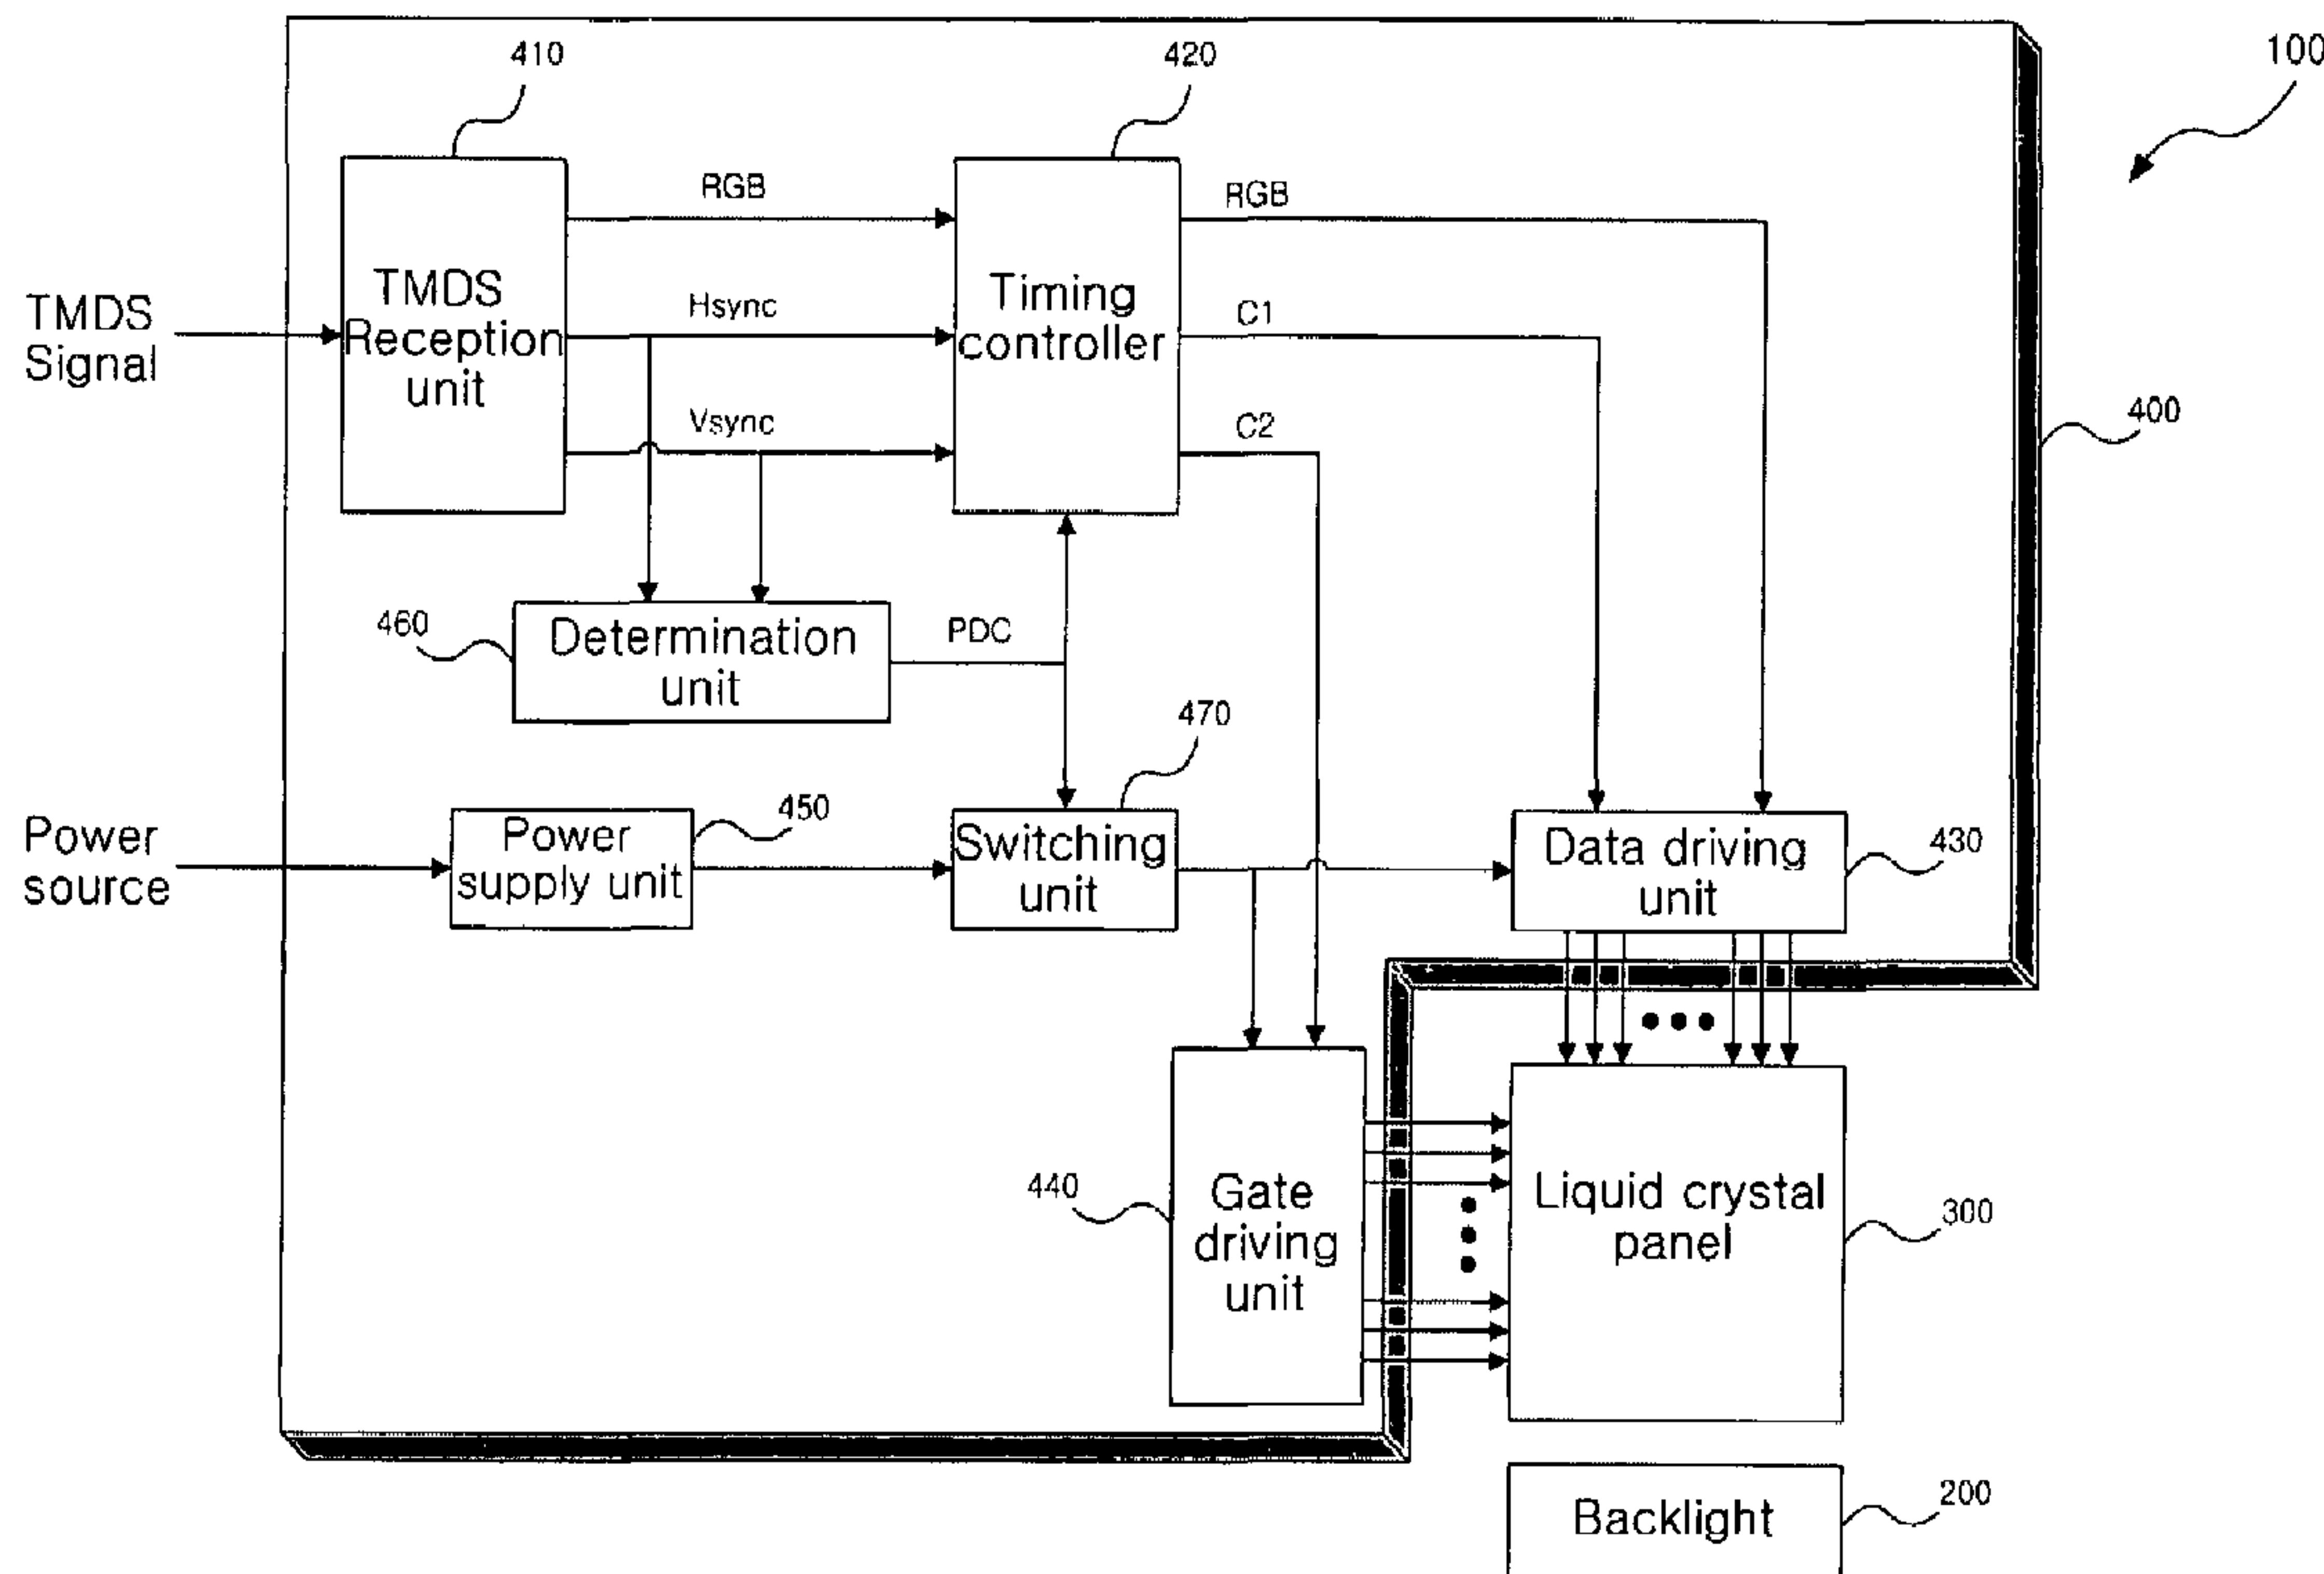 410
420
100
RGB
RGB
TMDS
Signal
TMDS
Reception
unit
Hsync
Timing
controller
C1
Vsync
C2
400
460
Determination
unit
PDC
470
Power
source
Power
supply unit
450
Switching
unit
Data driving
unit
430
440
Gate
driving
unit
Liquid crystal
panel
300
Backlight
200